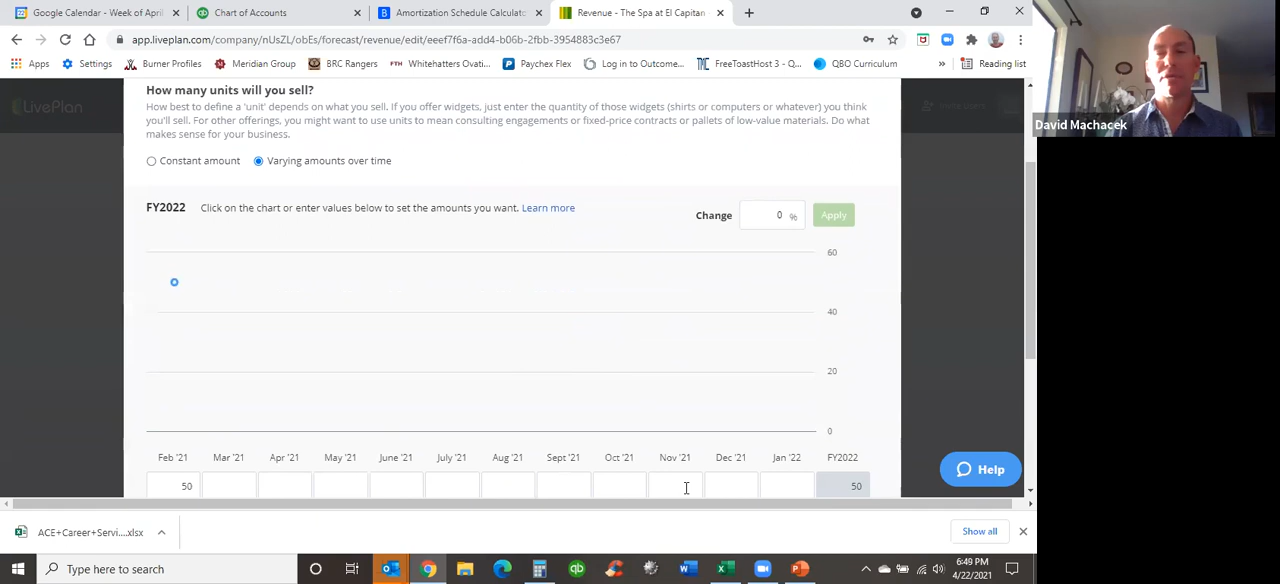 Google Calendar - Week of April
Chart of Accounts
Amortization Schedule Calculato
Revenue - The Spa at El Capitan
app.liveplan.com/company/nUsZL/obEs/forecast/revenue/edit/eeef7f6a-add4-b06b-2fbb-3954883c3e67
Apps
Settings
Burner Profiles
Meridian Group
BRC Rangers
FTH
Whitehatters Ovati...
Paychex Flex
Log in to Outcome...
FreeToastHost 3 - Q...
QBO Curriculum
»
Reading list
David Machacek
LivePlan
How many units will you sell?
How best to define a 'unit' depends on what you sell. If you offer widgets, just enter the quantity of those widgets (shirts or computers or whatever) you think
you'll sell. For other offerings, you might want to use units to mean consulting engagements or fixed-price contracts or pallets of low-value materials. Do what
makes sense for your business.
Constant amount
Varying amounts over time
FY2022
Click on the chart or enter values below to set the amounts you want. Learn more
Change
0 %
Apply
60
40
20
0
Feb '21 Mar '21 Apr '21 May '21 June '21 July '21 Aug '21 Sept '21 Oct '21 Nov '21 Dec '21 Jan '22 FY2022
50 50
Help
ACE+Career+Servi....xlsx
Show all
Type here to search
6:49 PM
4/22/2021